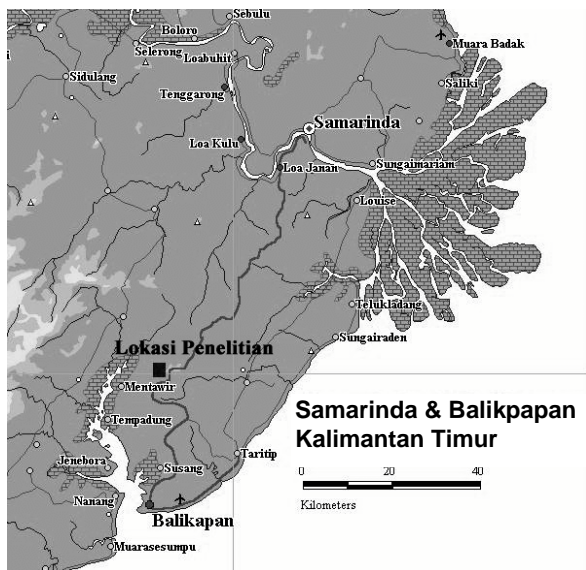 Sebulu
Boloro
Selerong
Loabuhit
Muara Badak
Sidulang
Saliki
Tenggarong
Samarinda
Loa Kulu
Loa Janan
Sungaimariam
Louise
Telukladang
Sungairaden
Lokasi Penelitian
Mentawir
Samarinda & Balikpapan
Kalimantan Timur
Tempadung
Jenebora
Susang
Taritip
0 20 40
Kilometers
Nanang
Balikapan
Muarasesumpu